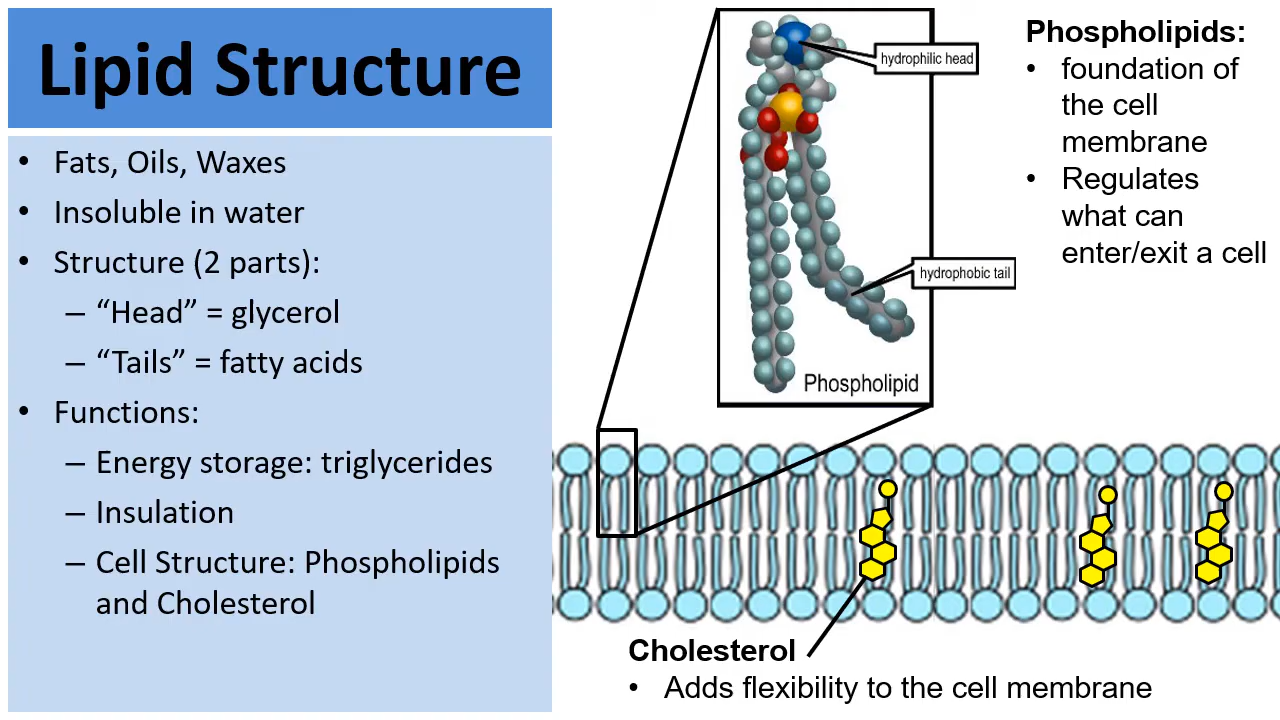 Lipid Structure
• Fats, Oils, Waxes
• Insoluble in water
• Structure (2 parts):
– “Head” = glycerol
– “Tails” = fatty acids
• Functions:
– Energy storage: triglycerides
– Insulation
– Cell Structure: Phospholipids
and Cholesterol
hydrophilic head
hydrophobic tail
Phospholipid
Phospholipids:
• foundation of
the cell
membrane
• Regulates
what can
enter/exit a cell
Cholesterol
• Adds flexibility to the cell membrane